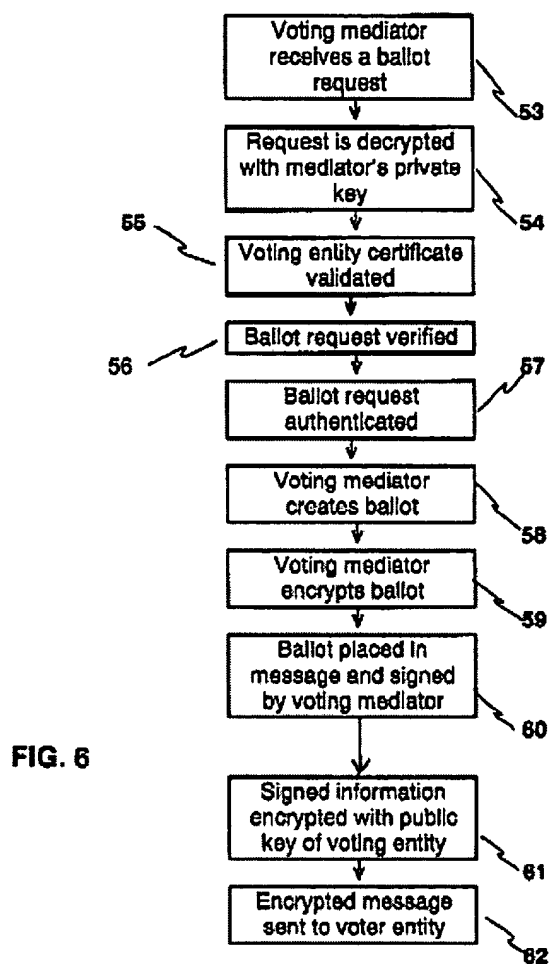 Voting mediator
receives a ballot
request
53
Request is decrypted
with mediator's private
key
54
55
Voting entity certificate
validated
Ballot request verified
56
57
Ballot request
authenticated
Voting mediator
creates ballot
58
Voting mediator
encrypts ballot
59
Ballot placed in
message and signed
by voting mediator
60
FIG. 6
Signed information
encrypted with public
key of voting entity
61
Encrypted message
sent to voter entity
62